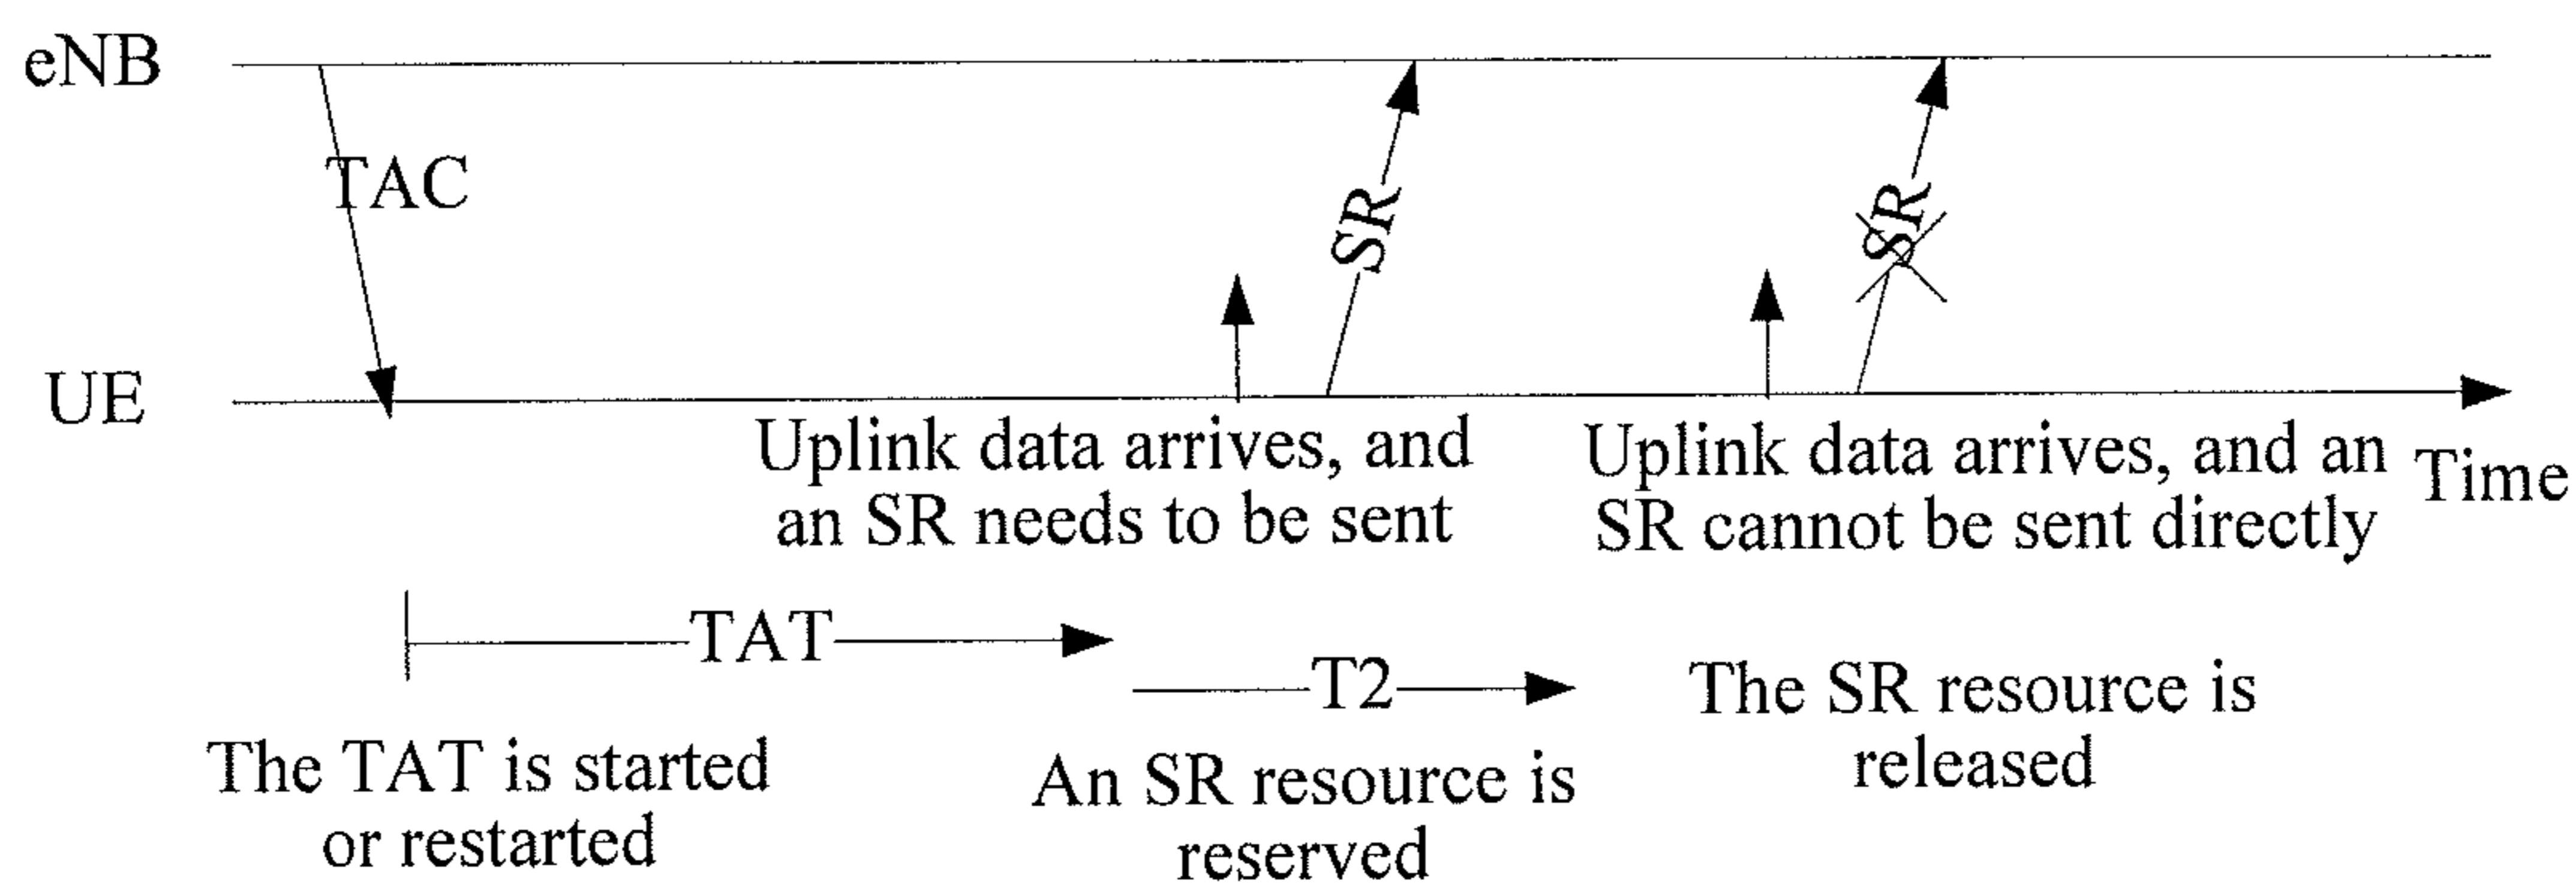 eNB
TAC
SR
SR
UE
Uplink data arrives, and
an SR needs to be sent
Uplink data arrives, and an
SR cannot be sent directly
Time
TAT
T2
The TAT is started
or restarted
An SR resource is
reserved
The SR resource is
released